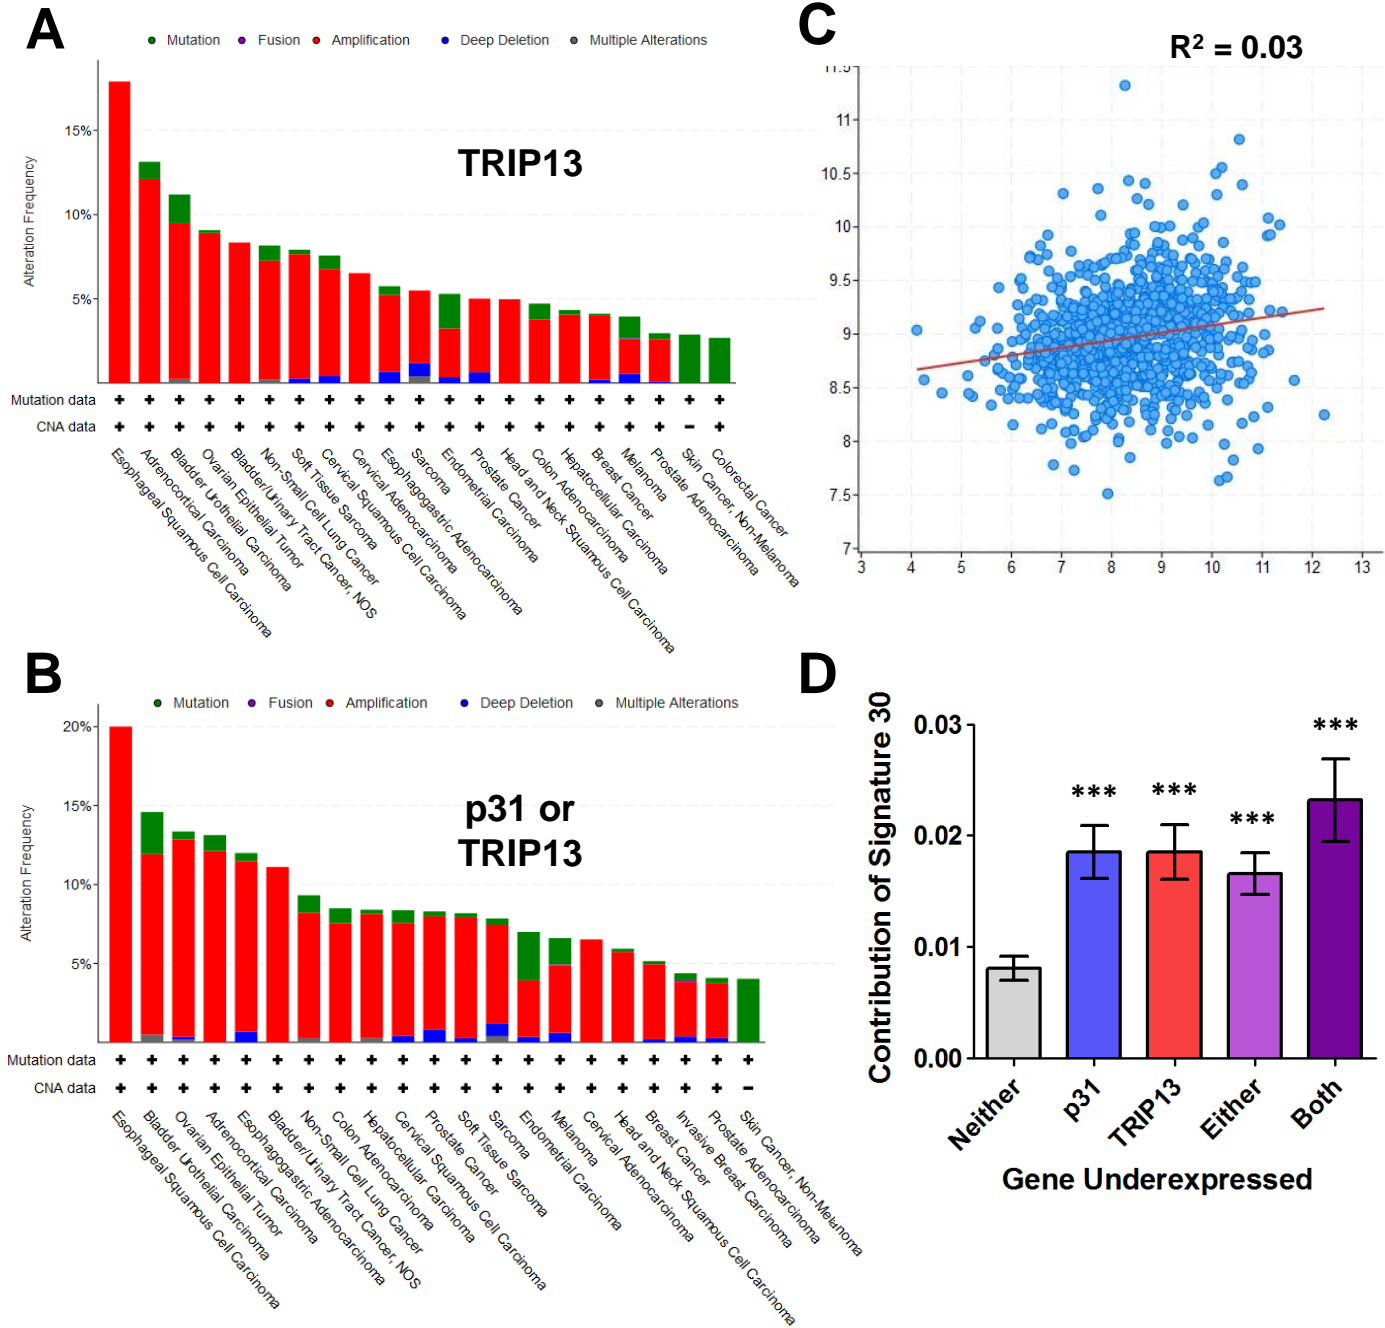 A
Mutation Fusion Amplification Deep Deletion Multiple Alterations
TRIP13
Alteration Frequency
15%
10%
5%
Mutation data
CNA data
Esophageal Squamous Cell Carcinoma
Adrenocortical Carcinoma
Bladder Urothelial Carcinoma
Ovarian Epithelial Tumor
Bladder/Urinary Tract Cancer, NOS
Non-Small Cell Lung Cancer
Soft Tissue Sarcoma
Cervical Squamous Cell Carcinoma
Cervical Adenocarcinoma
Esophagogastric Adenocarcinoma
Sarcoma
Endometrial Carcinoma
Prostate Cancer
Head and Neck Squamous Cell Carcinoma
Colon Adenocarcinoma
Hepatocellular Carcinoma
Breast Cancer
Melanoma
Prostate Adenocarcinoma
Skin Cancer, Non-Melanoma
Colorectal Cancer
C
R² = 0.03
11.5
11
10.5
10
9.5
9
8.5
8
7.5
7
3 4 5 6 7 8 9 10 11 12 13
B
Mutation Fusion Amplification Deep Deletion Multiple Alterations
p31 or
TRIP13
Alteration Frequency
20%
15%
10%
5%
Mutation data
CNA data
Esophageal Squamous Cell Carcinoma
Bladder Urothelial Carcinoma
Ovarian Epithelial Tumor
Adrenocortical Carcinoma
Esophagogastric Adenocarcinoma
Bladder/Urinary Tract Cancer, NOS
Non-Small Cell Lung Cancer
Colon Adenocarcinoma
Hepatocellular Carcinoma
Cervical Squamous Cell Carcinoma
Prostate Cancer
Soft Tissue Sarcoma
Sarcoma
Endometrial Carcinoma
Melanoma
Cervical Adenocarcinoma
Head and Neck Squamous Cell Carcinoma
Breast Cancer
Invasive Breast Carcinoma
Prostate Adenocarcinoma
Skin Cancer, Non-Melanoma
D
Contribution of Signature 30
0.03
0.02
0.01
0.00
***
***
***
***
Neither
p31
TRIP13
Either
Both
Gene Underexpressed